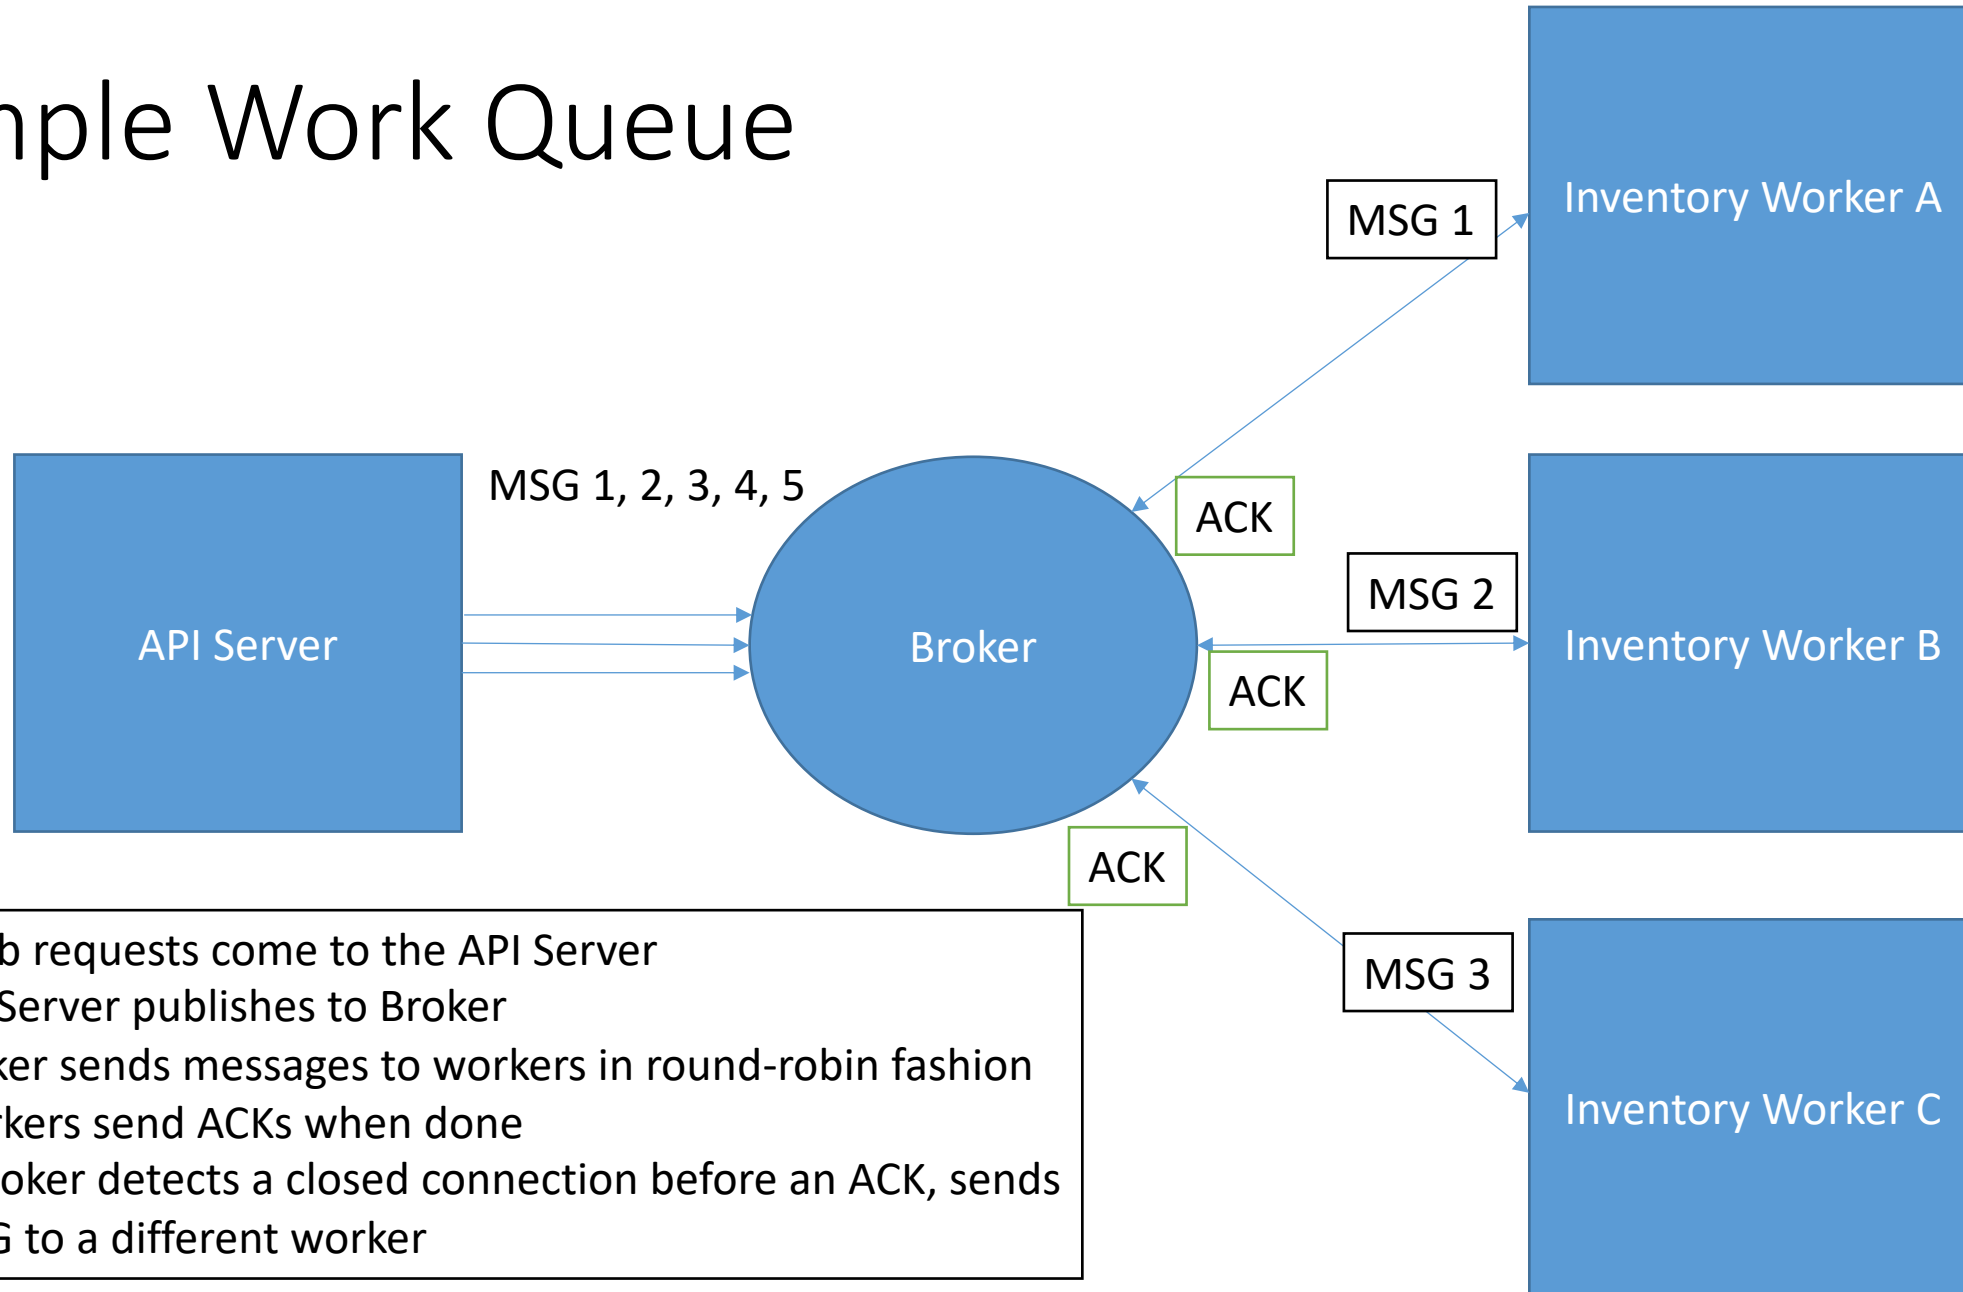 mple Work Queue
Inventory Worker A
MSG 1
MSG 1, 2, 3, 4, 5
ACK
MSG 2
API Server
Broker
Inventory Worker B
ACK
ACK
b requests come to the API Server
Server publishes to Broker
ker sends messages to workers in round-robin fashion
rkers send ACKs when done
oker detects a closed connection before an ACK, sends
G to a different worker
MSG 3
Inventory Worker C